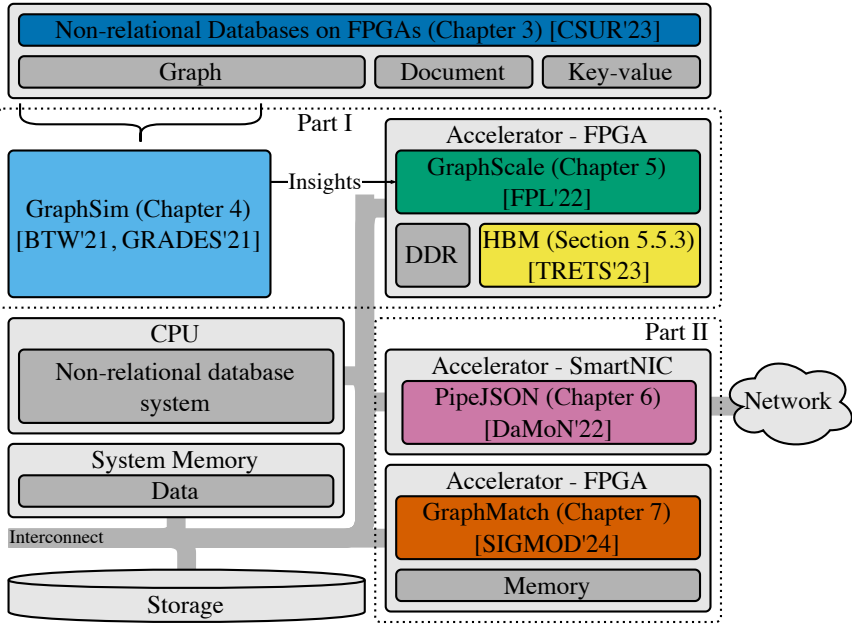 Non-relational Databases on FPGAs (Chapter 3) [CSUR'23]
Graph
Document
Key-value
Part I
GraphSim (Chapter 4)
[BTW'21, GRADES'21]
Insights
Accelerator - FPGA
GraphScale (Chapter 5)
[FPL'22]
DDR
HBM (Section 5.5.3)
[TRETS'23]
CPU
Non-relational database
system
System Memory
Data
Interconnect
Storage
Part II
Accelerator - SmartNIC
PipeJSON (Chapter 6)
[DaMoN'22]
Network
Accelerator - FPGA
GraphMatch (Chapter 7)
[SIGMOD'24]
Memory